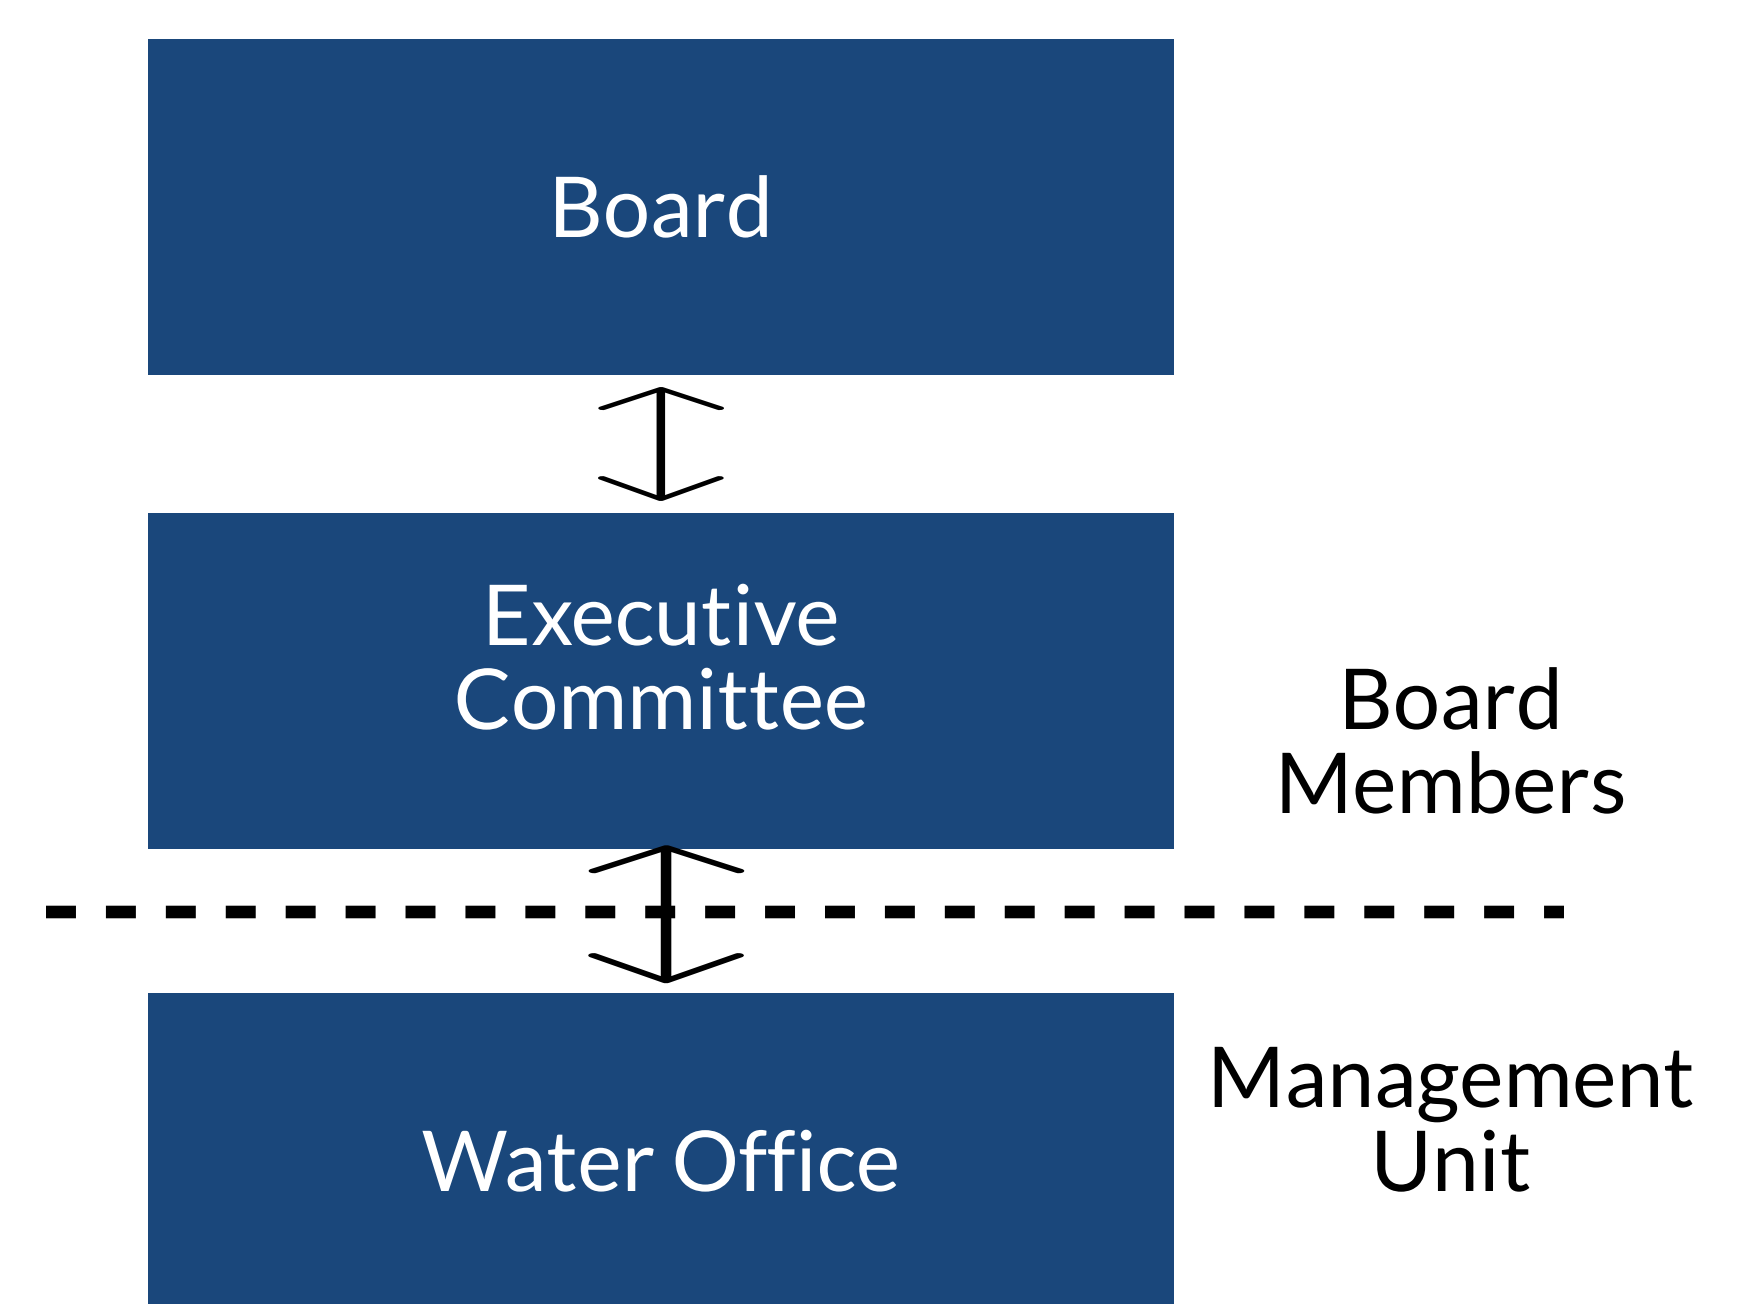 Board
Executive
Committee
Board
Members
Management
Unit
Water Office